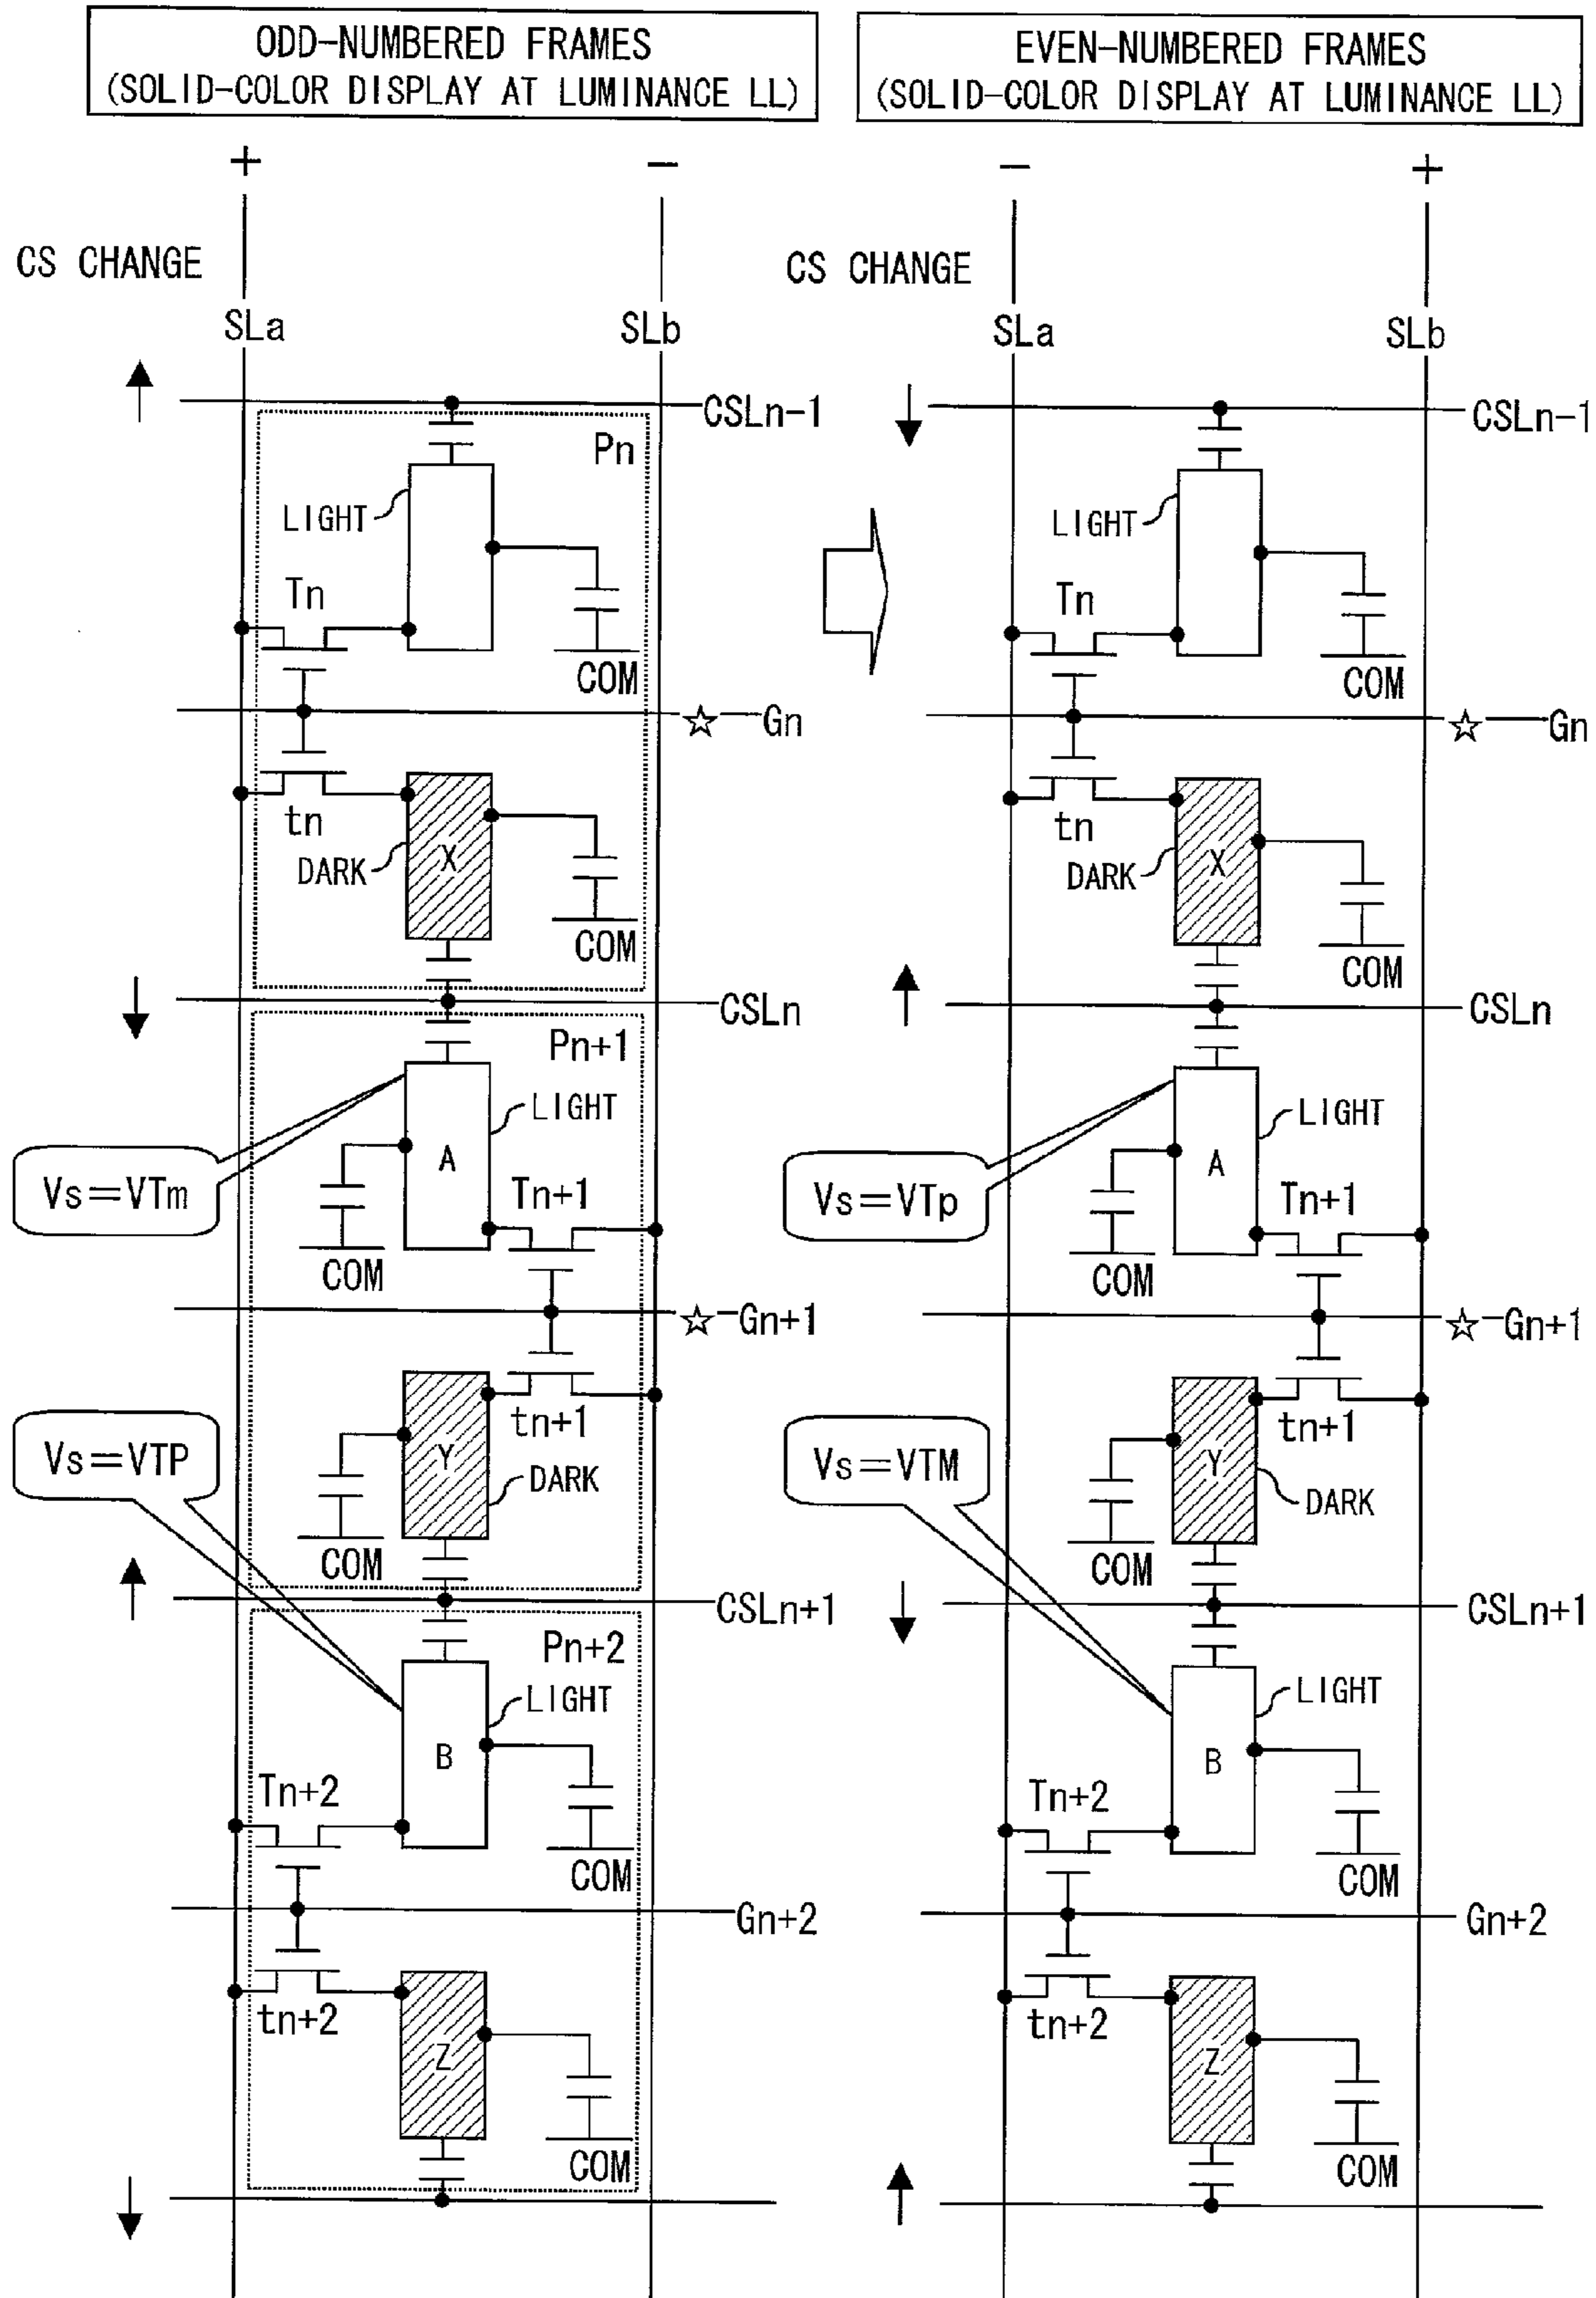 ODD-NUMBERED FRAMES
(SOLID-COLOR DISPLAY AT LUMINANCE LL)
+
−
CS CHANGE
SLa
SLb
CSLn-1
Pn
LIGHT
Tn
COM
☆ Gn
tn
DARK
X
COM
CSLn
Pn+1
LIGHT
A
Vs=VTm
Tn+1
COM
☆ Gn+1
tn+1
Vs=VTP
Y
DARK
COM
CSLn+1
Pn+2
LIGHT
B
Tn+2
COM
Gn+2
tn+2
Z
COM
EVEN-NUMBERED FRAMES
(SOLID-COLOR DISPLAY AT LUMINANCE LL)
−
+
CS CHANGE
SLa
SLb
CSLn-1
LIGHT
Tn
COM
☆ Gn
tn
DARK
X
COM
CSLn
LIGHT
A
Vs=VTp
Tn+1
COM
☆ Gn+1
tn+1
Vs=VTM
Y
DARK
COM
CSLn+1
LIGHT
B
Tn+2
COM
Gn+2
tn+2
Z
COM